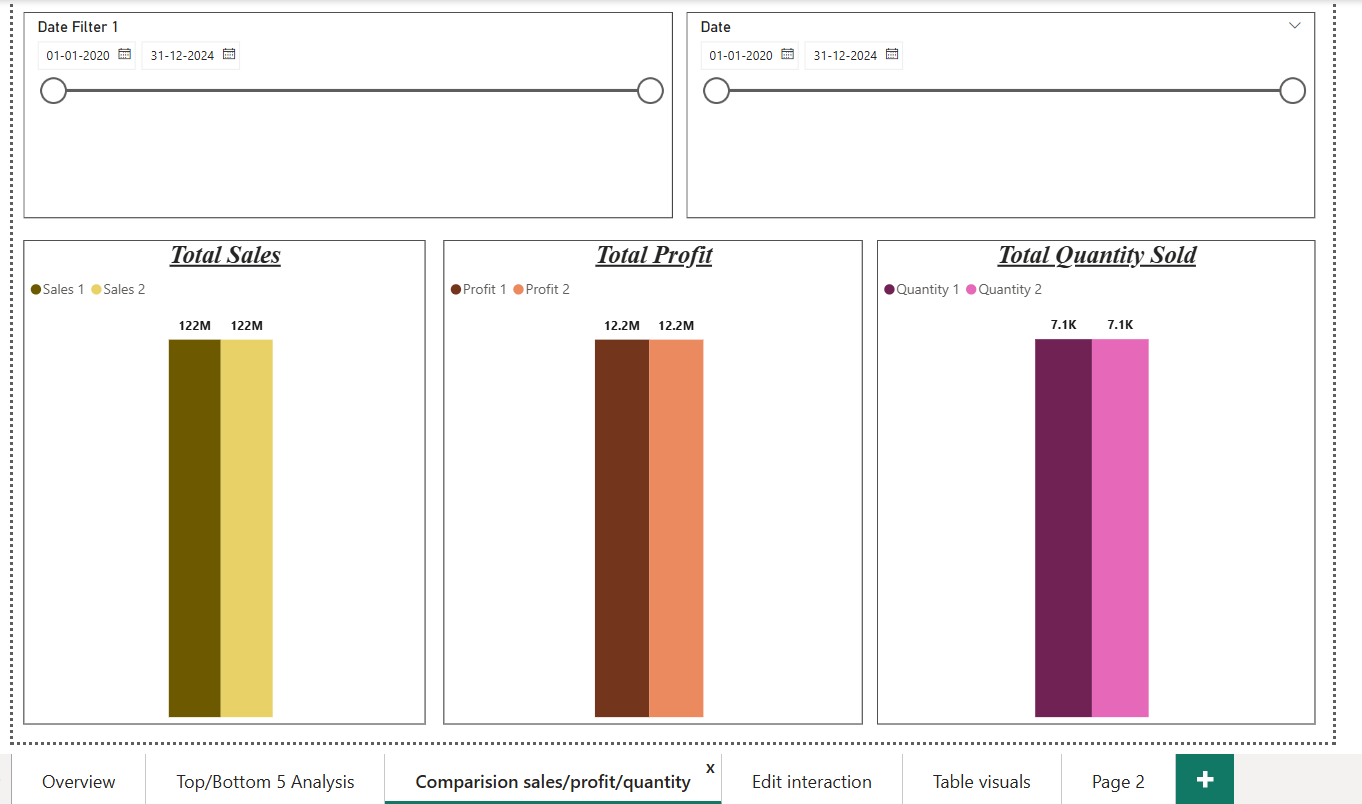 Date Filter 1
01-01-2020 31-12-2024
Date
01-01-2020 31-12-2024
Total Sales
Sales 1 Sales 2
122M 122M
Total Profit
Profit 1 Profit 2
12.2M 12.2M
Total Quantity Sold
Quantity 1 Quantity 2
7.1K 7.1K
Overview
Top/Bottom 5 Analysis
Comparision sales/profit/quantity
x
Edit interaction
Table visuals
Page 2
+